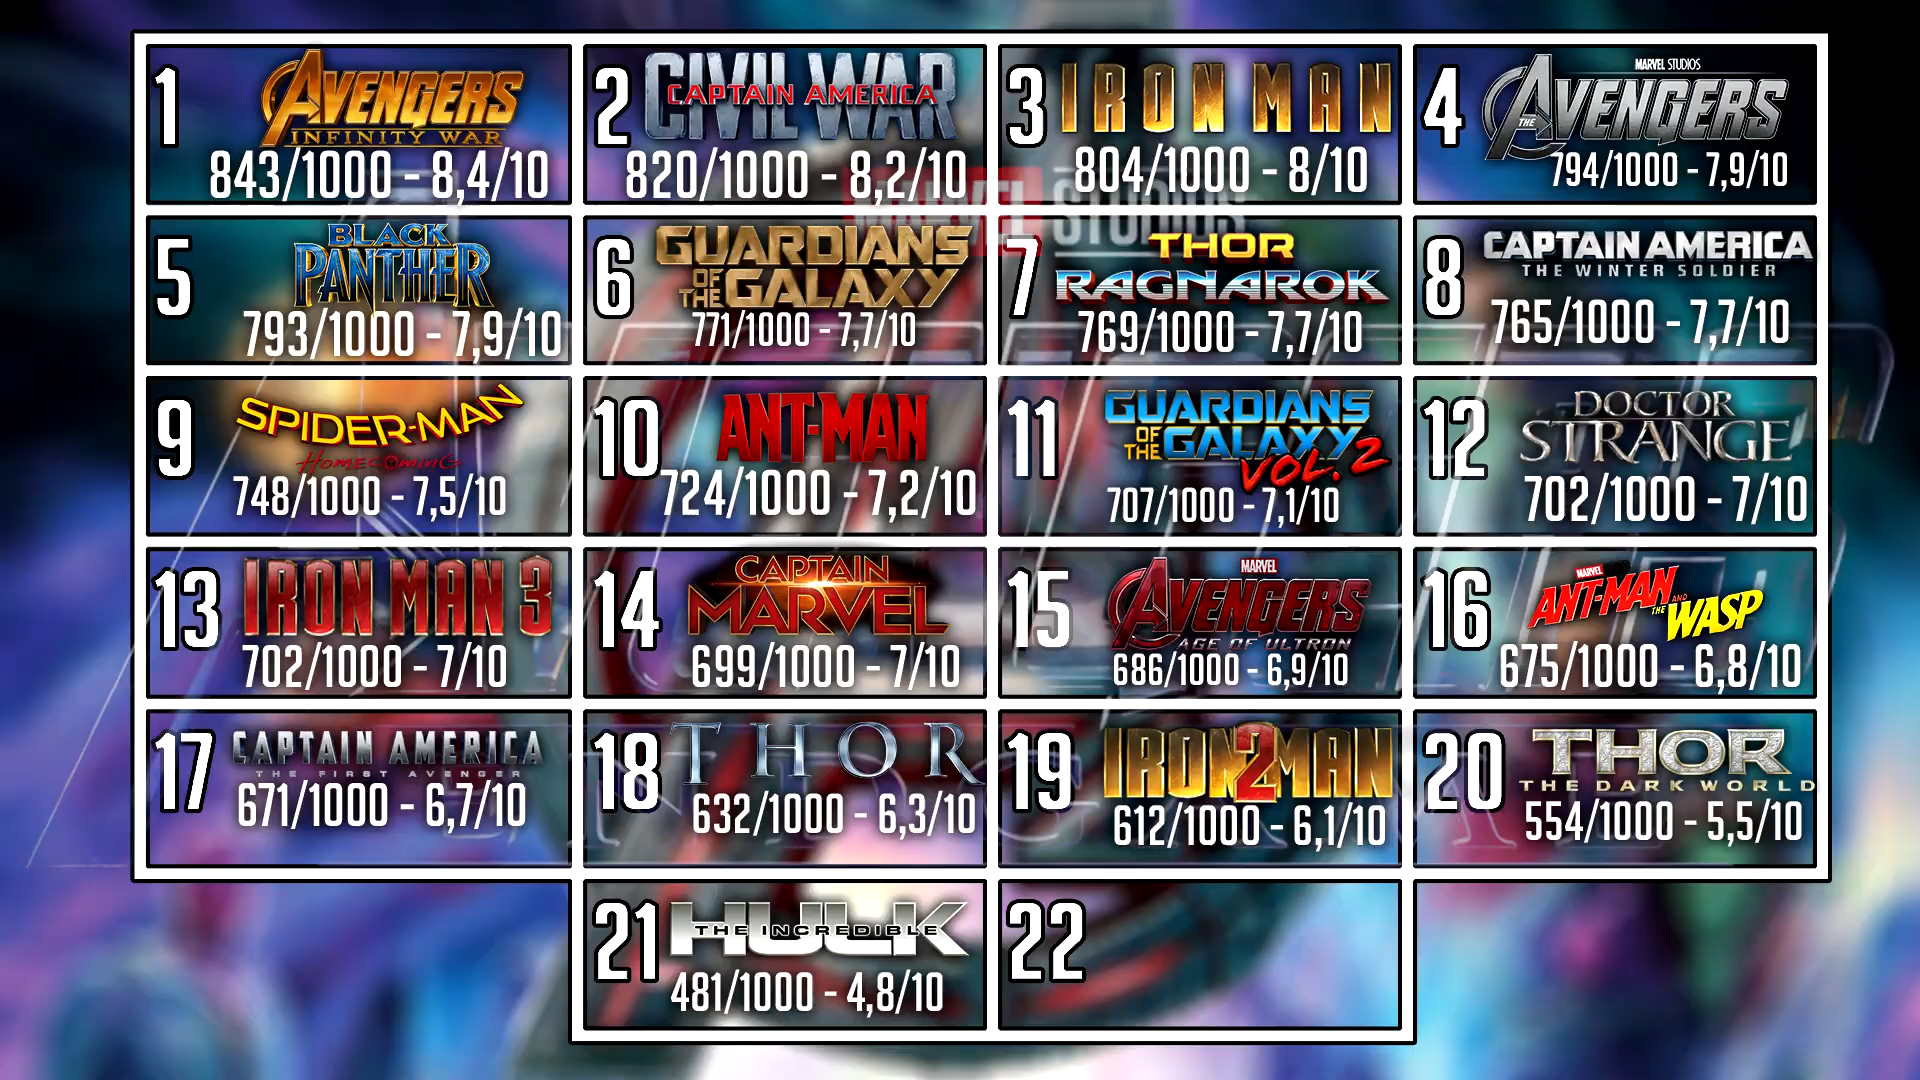 1
AVENGERS
INFINITY WAR
843/1000 - 8,4/10
2
CIVIL WAR
CAPTAIN AMERICA
820/1000 - 8,2/10
3
IRON MAN
804/1000 - 8/10
4
MARVEL STUDIOS
THE AVENGERS
794/1000 - 7,9/10
5
BLACK
PANTHER
793/1000 - 7,9/10
6
GUARDIANS
OF THE GALAXY
771/1000 - 7,7/10
7
THOR
RAGNAROK
769/1000 - 7,7/10
8
CAPTAIN AMERICA
THE WINTER SOLDIER
765/1000 - 7,7/10
9
SPIDER-MAN
HOMECOMING
748/1000 - 7,5/10
10
ANT-MAN
724/1000 - 7,2/10
11
GUARDIANS
OF THE GALAXY
VOL. 2
707/1000 - 7,1/10
12
DOCTOR
STRANGE
702/1000 - 7/10
13
IRON MAN 3
702/1000 - 7/10
14
CAPTAIN
MARVEL
699/1000 - 7/10
15
MARVEL
AVENGERS
AGE OF ULTRON
686/1000 - 6,9/10
16
MARVEL
ANT-MAN AND
THE WASP
675/1000 - 6,8/10
17
CAPTAIN AMERICA
THE FIRST AVENGER
671/1000 - 6,7/10
18
THOR
632/1000 - 6,3/10
19
IRON MAN 2
612/1000 - 6,1/10
20
THOR
THE DARK WORLD
554/1000 - 5,5/10
21
THE INCREDIBLE
HULK
481/1000 - 4,8/10
22
MARVEL STUDIOS